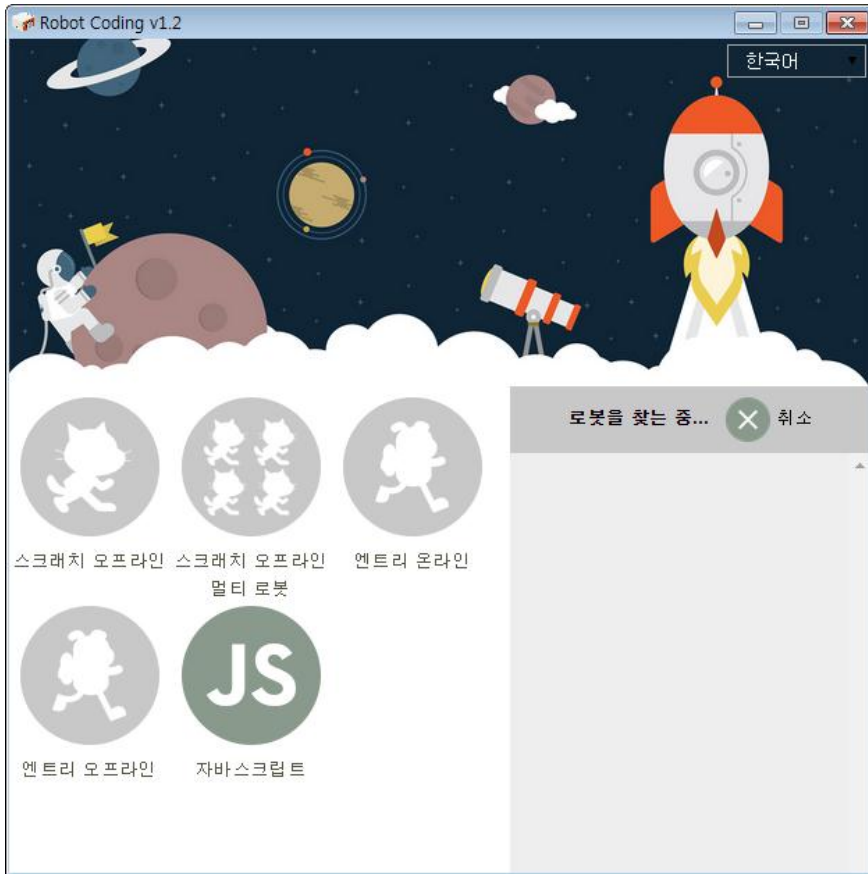 Robot Coding v1.2
한국어
로봇을 찾는 중...
취소
스크래치 오프라인
스크래치 오프라인
멀티 로봇
엔트리 온라인
엔트리 오프라인
JS
자바스크립트